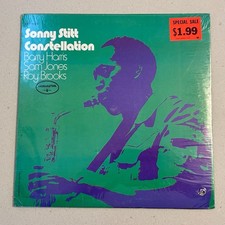 Sonny Stitt
Constellation
Barry Harris
Sam Jones
Roy Brooks
SPECIAL SALE
$1.99